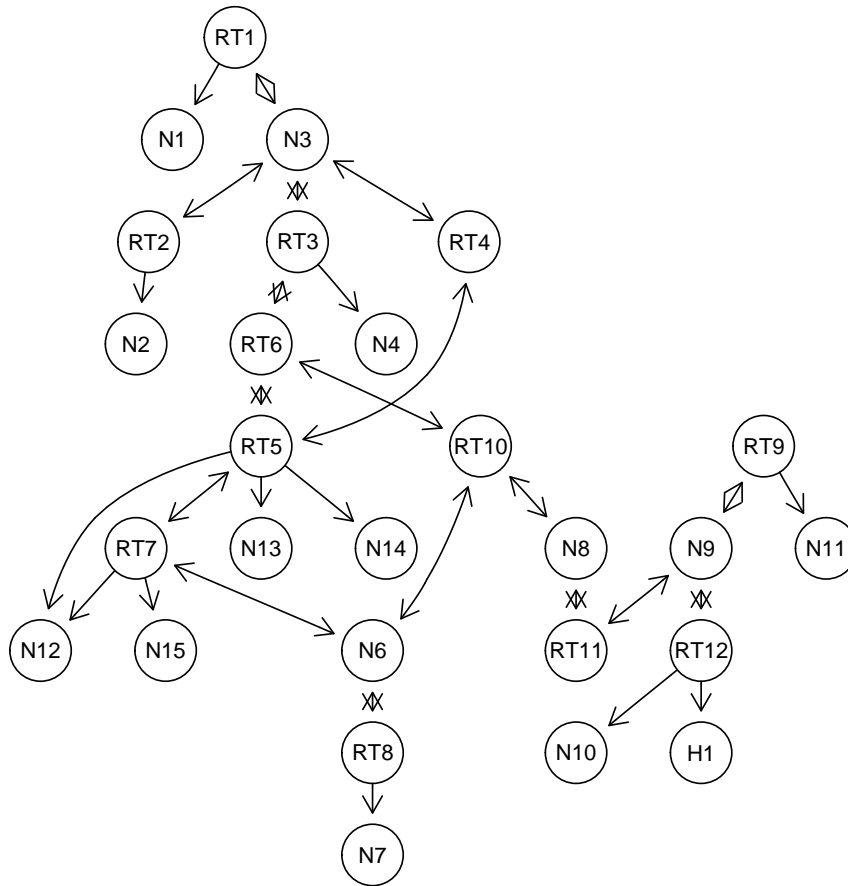 RT1
N1 N3
RT2 RT3 RT4
N2 RT6 N4
RT5 RT10 RT9
RT7 N13 N14 N8 N9 N11
N12 N15 N6 RT11 RT12
RT8 N10 H1
N7